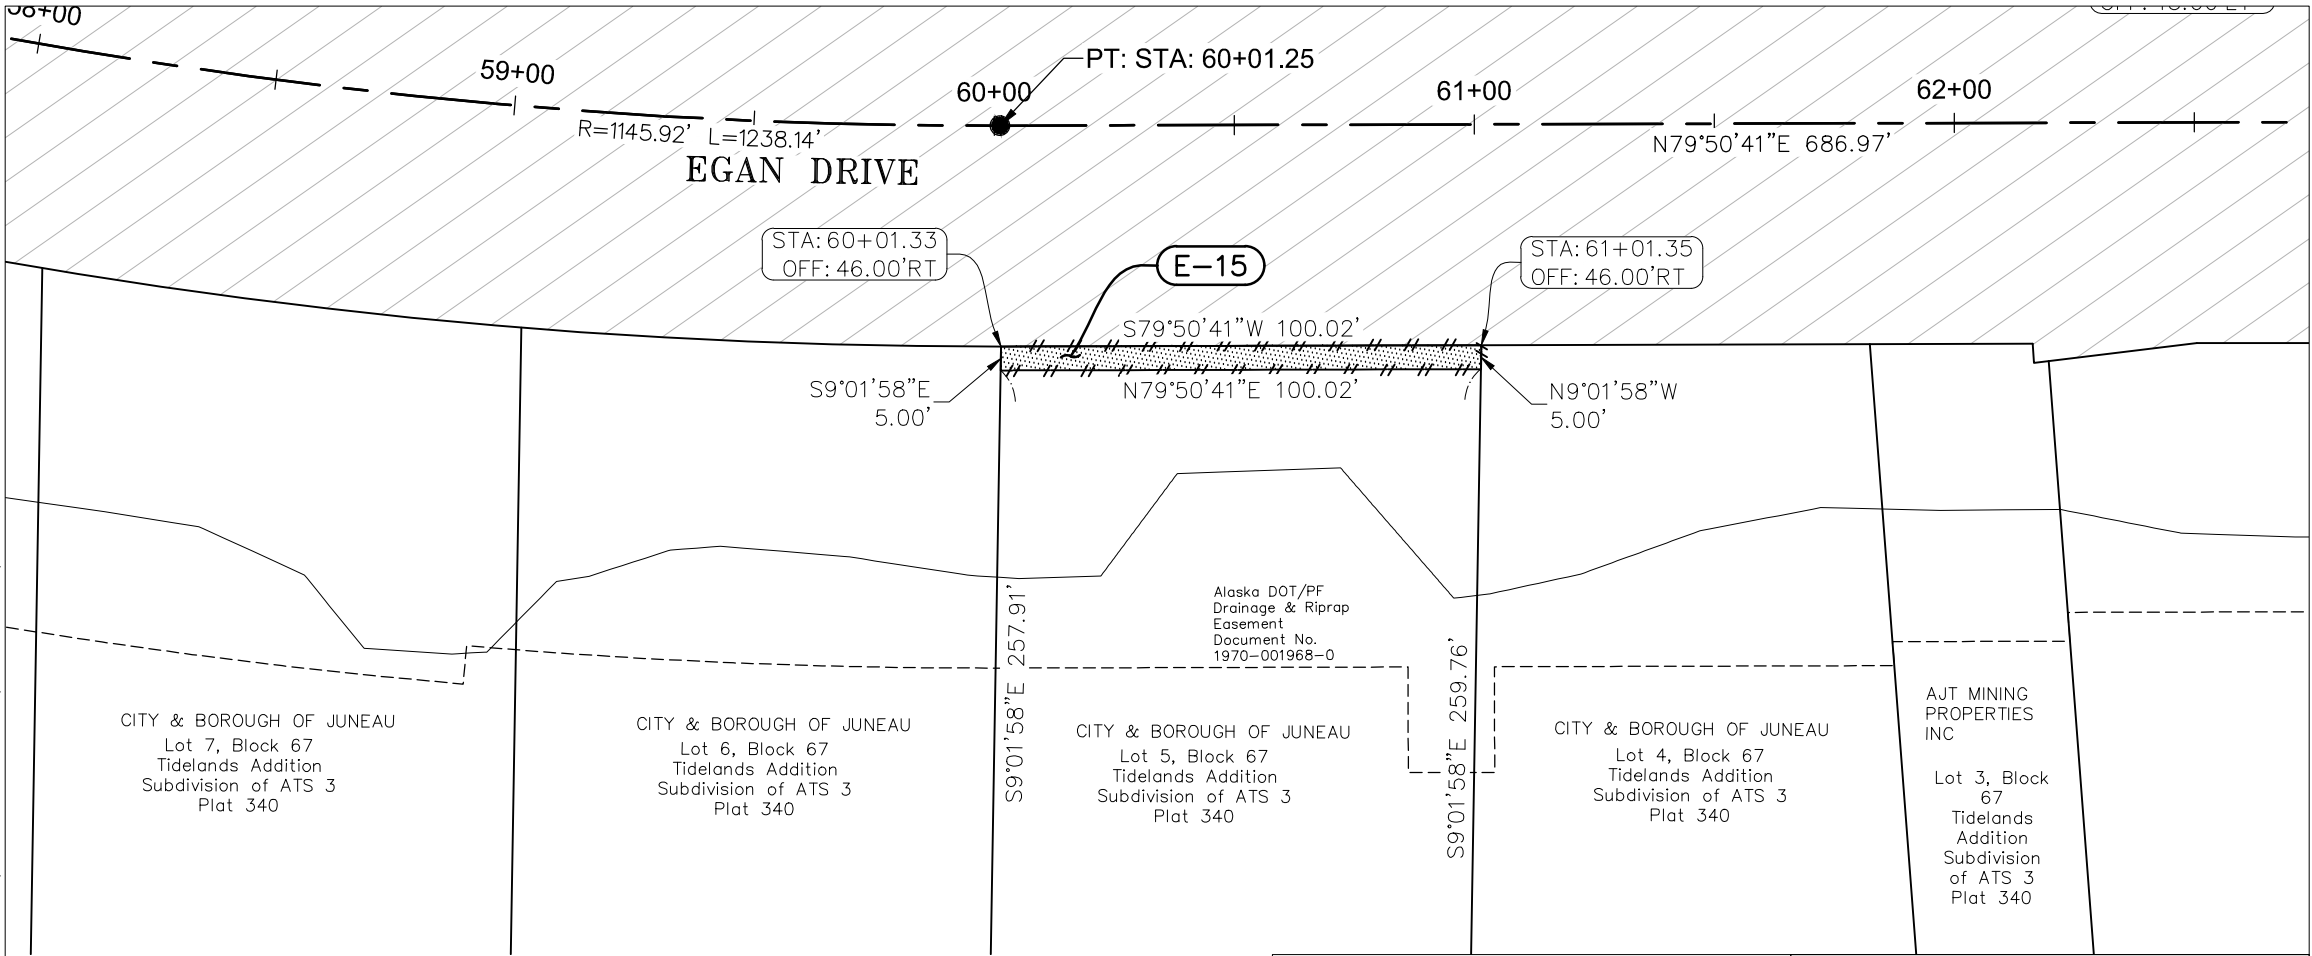 58+00
59+00
60+00
PT: STA: 60+01.25
61+00
62+00
R=1145.92' L=1238.14'
N79°50'41"E 686.97'
EGAN DRIVE
STA: 60+01.33
OFF: 46.00'RT
E-15
STA: 61+01.35
OFF: 46.00'RT
S79°50'41"W 100.02'
N79°50'41"E 100.02'
S9°01'58"E
5.00'
N9°01'58"W
5.00'
Alaska DOT/PF
Drainage & Riprap
Easement
Document No.
1970-001968-0
S9°01'58"E 257.91'
S9°01'58"E 259.76'
CITY & BOROUGH OF JUNEAU
Lot 7, Block 67
Tidelands Addition
Subdivision of ATS 3
Plat 340
CITY & BOROUGH OF JUNEAU
Lot 6, Block 67
Tidelands Addition
Subdivision of ATS 3
Plat 340
CITY & BOROUGH OF JUNEAU
Lot 5, Block 67
Tidelands Addition
Subdivision of ATS 3
Plat 340
CITY & BOROUGH OF JUNEAU
Lot 4, Block 67
Tidelands Addition
Subdivision of ATS 3
Plat 340
AJT MINING
PROPERTIES
INC
Lot 3, Block
67
Tidelands
Addition
Subdivision
of ATS 3
Plat 340